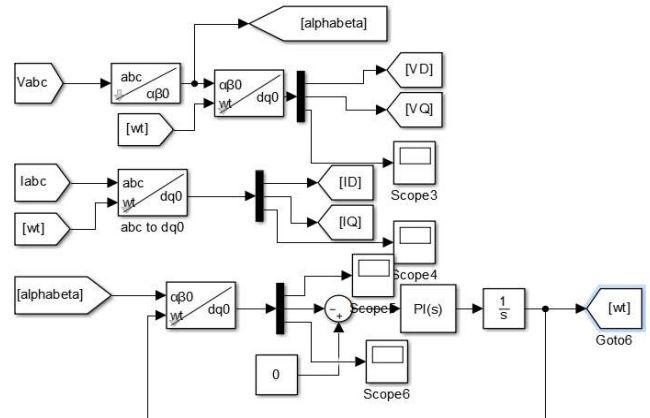 [alphabeta]
Vabc
abc
αβ0
αβ0
wt
dq0
[VD]
[VQ]
[wt]
Scope3
Iabc
abc
wt
dq0
[ID]
[IQ]
[wt]
abc to dq0
Scope4
[alphabeta]
αβ0
wt
dq0
Scope5
PI(s)
1
s
[wt]
Goto6
0
Scope6